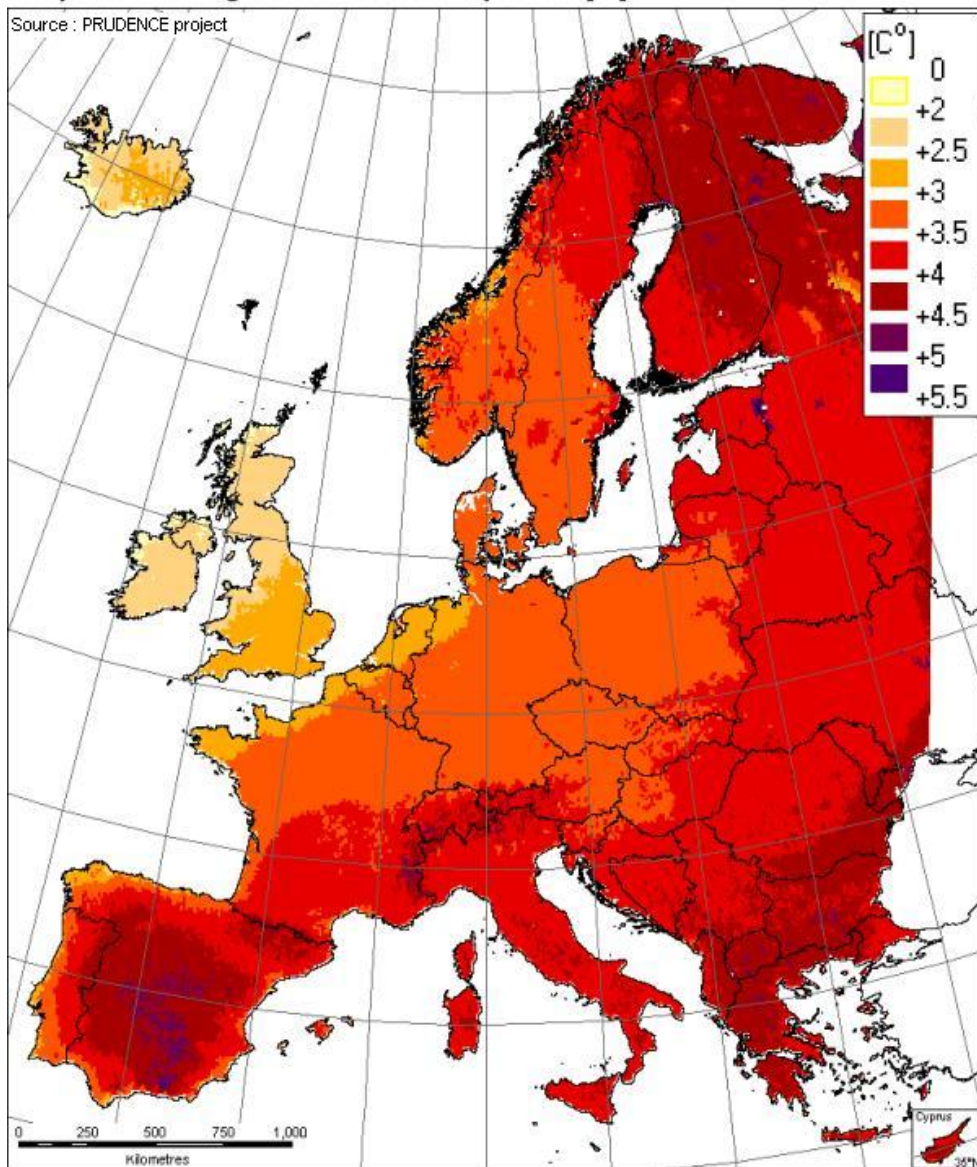 Source : PRUDENCE project
[C°]
0
+2
+2.5
+3
+3.5
+4
+4.5
+5
+5.5
0 250 500 750 1,000
Kilometres
Cyprus